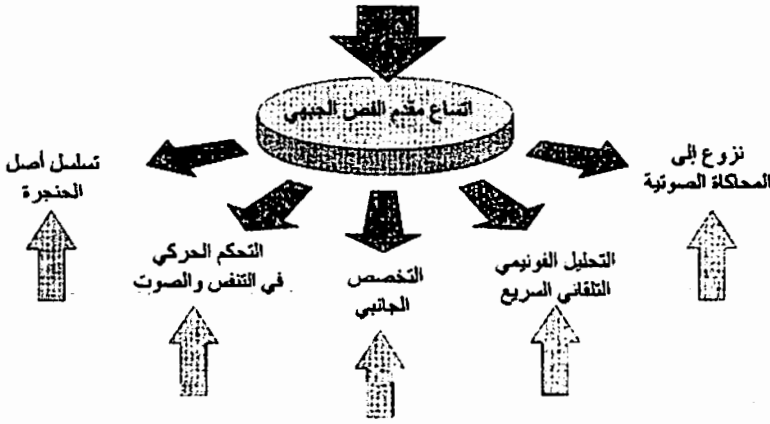 اتساع مقدم الفص الجبهي
نزوع إلى
المحاكاة الصوتية
التحليل الفونيمي
التلقائي السريع
التخصص
الجانبي
التحكم الحركي
في التنفس والصوت
تسلسل أصل
الحنجرة